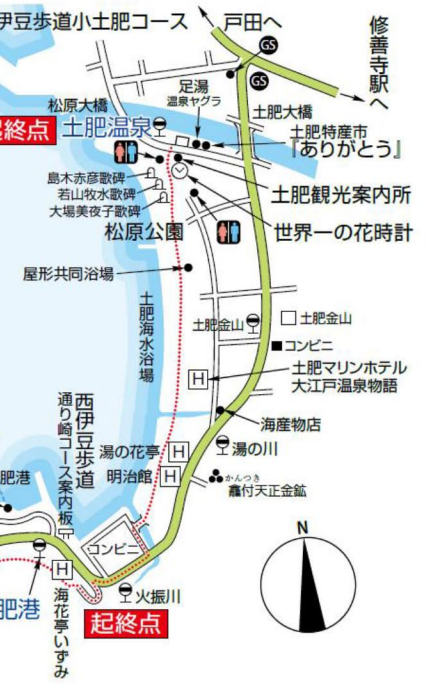 伊豆歩道小土肥コース
戸田へ
修善寺駅へ
GS
GS
足湯
温泉ヤグラ
松原大橋
起終点
土肥温泉
土肥大橋
土肥特産市
『ありがとう』
島木赤彦歌碑
若山牧水歌碑
大場美夜子歌碑
土肥観光案内所
松原公園
世界一の花時計
屋形共同浴場
土肥海水浴場
土肥金山
土肥金山
コンビニ
H
土肥マリンホテル
大江戸温泉物語
西伊豆歩道
通り崎コース案内板
海産物店
湯の花亭
H
湯の川
明治館
H
かんつき
龕付天正金鉱
肥港
コンビニ
N
H
肥港
海花亭いずみ
火振川
起終点